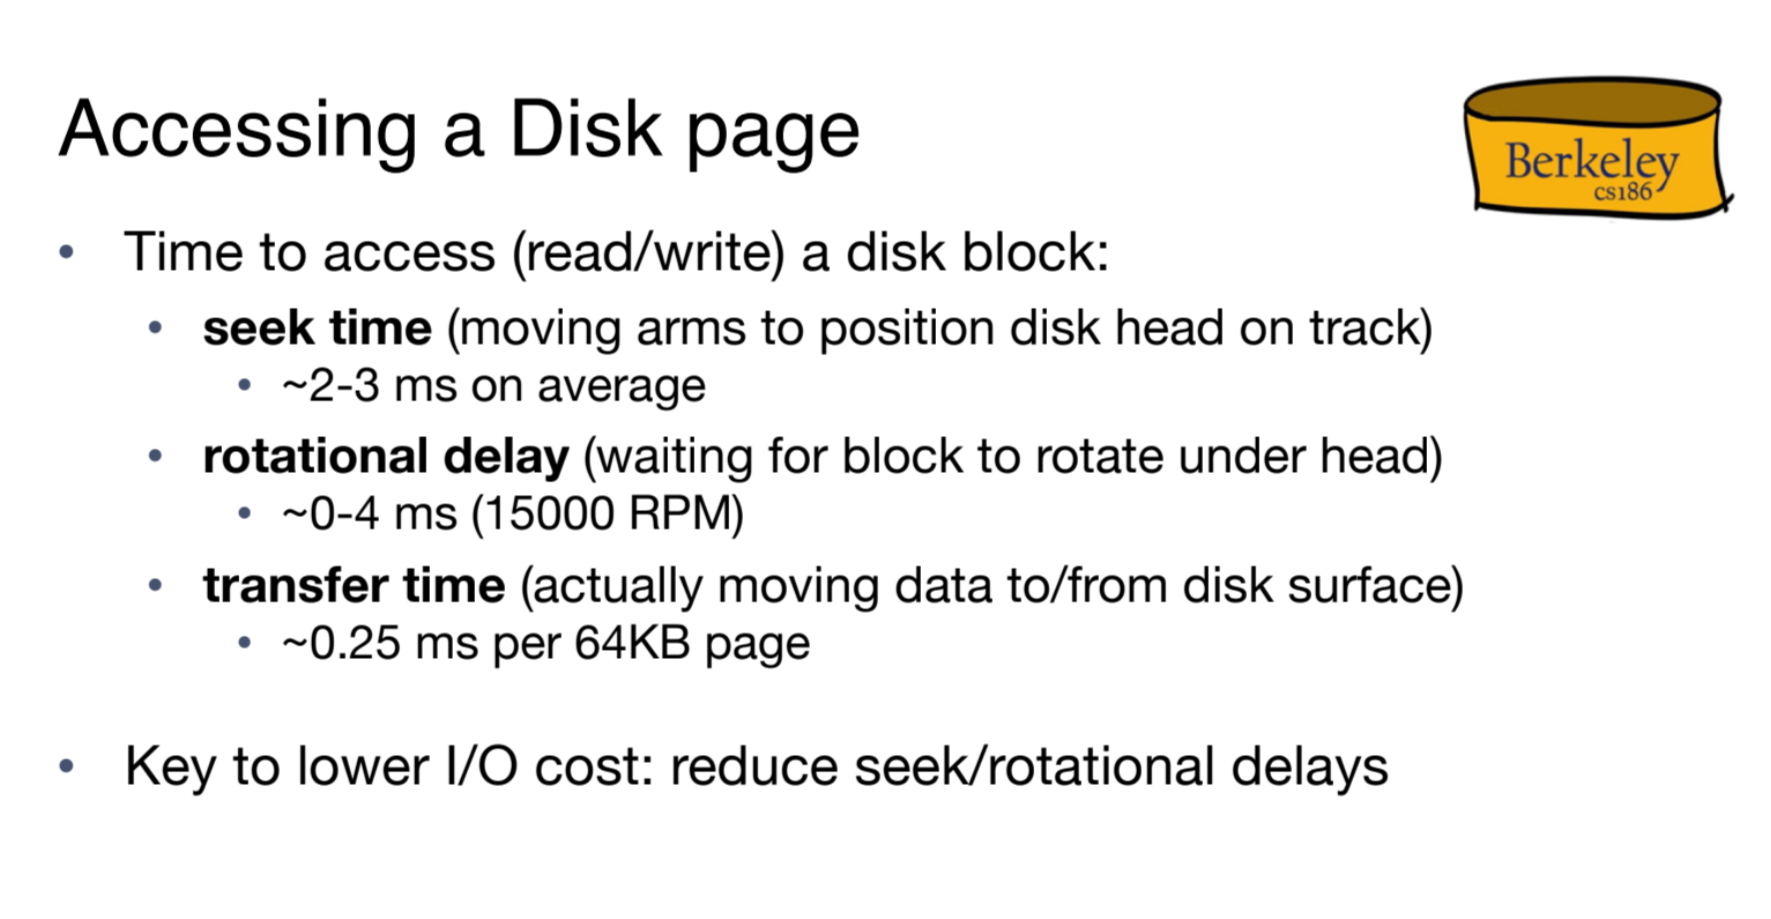 Accessing a Disk page
Berkeley
cs186
• Time to access (read/write) a disk block:
• seek time (moving arms to position disk head on track)
• ~2-3 ms on average
• rotational delay (waiting for block to rotate under head)
• ~0-4 ms (15000 RPM)
• transfer time (actually moving data to/from disk surface)
• ~0.25 ms per 64KB page
• Key to lower I/O cost: reduce seek/rotational delays